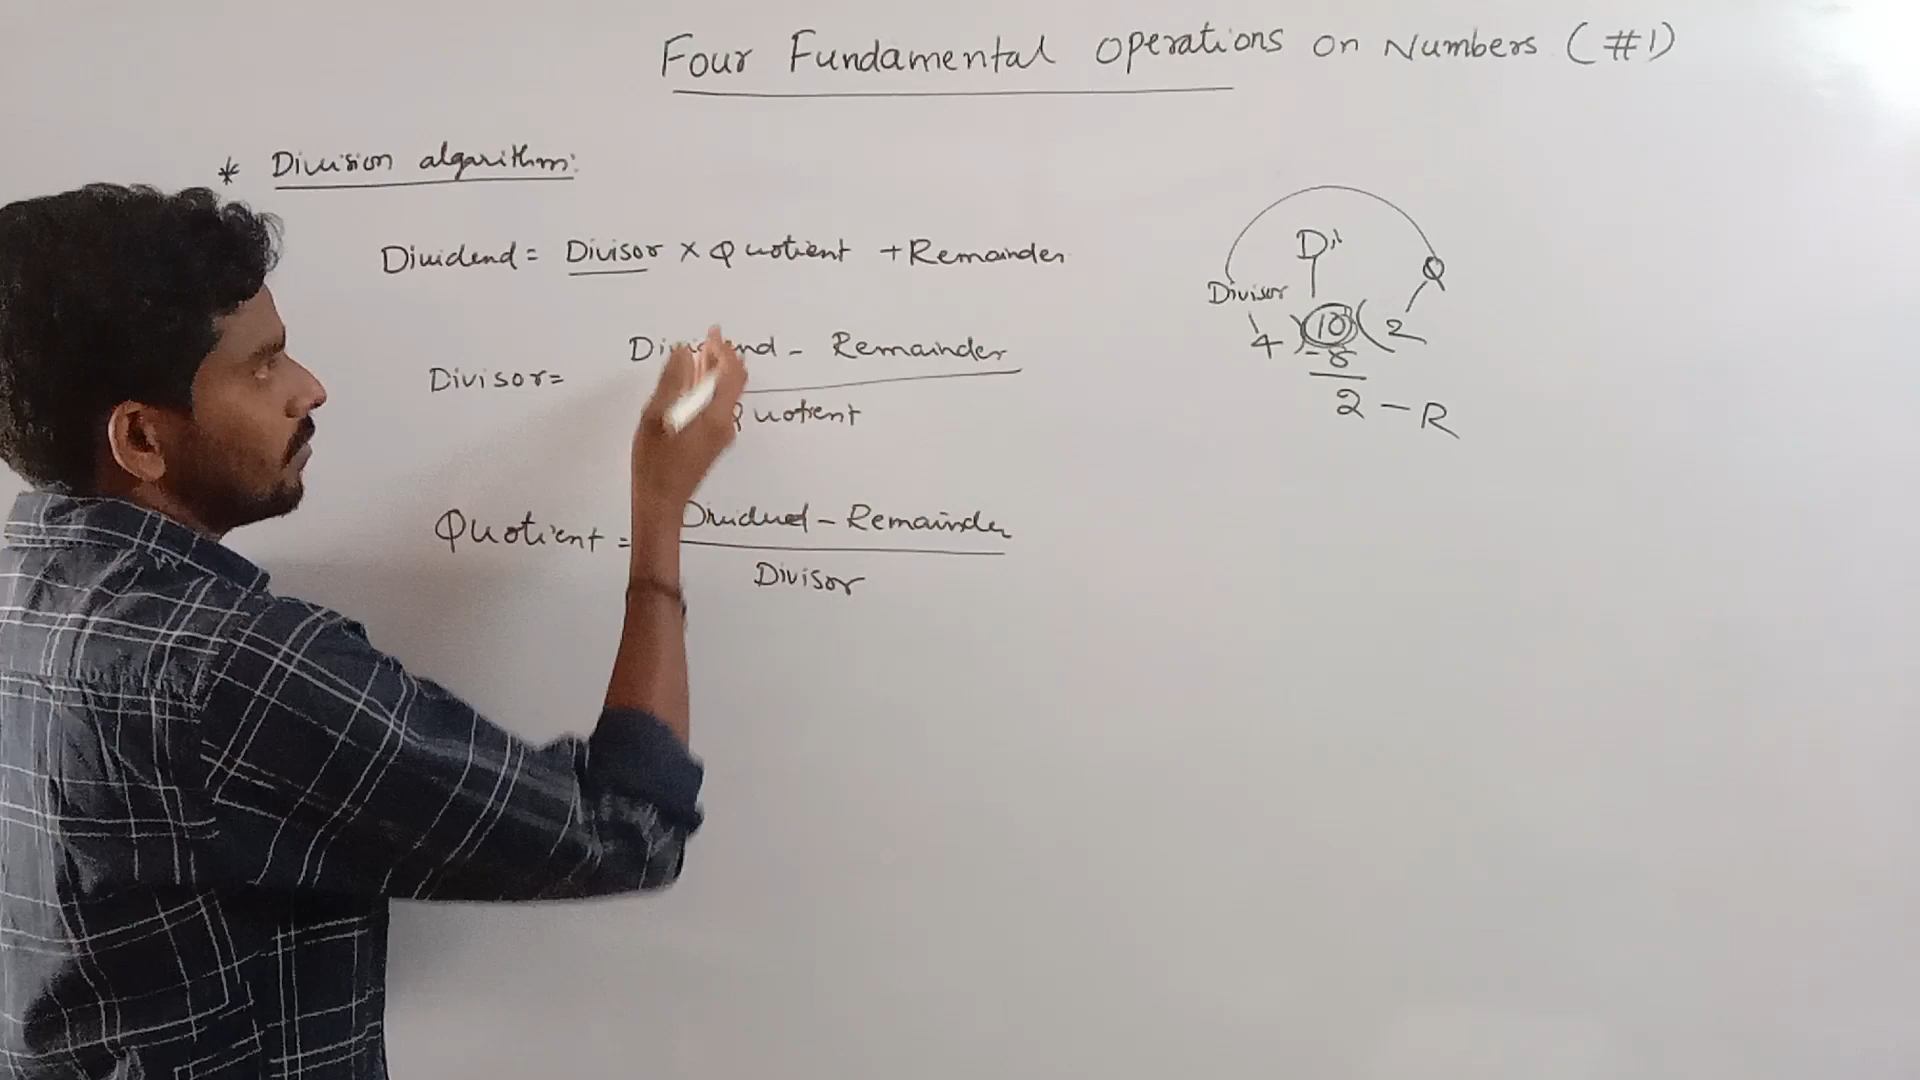 Four Fundamental Operations on Numbers (#1)
* Division algorithm:
Dividend = Divisor × Quotient + Remainder
Divisor = Dividend - Remainder
Quotient
Quotient = Dividend - Remainder
Divisor
Di
Divisor Q
4 ) 10 ( 2
- 8
2 - R